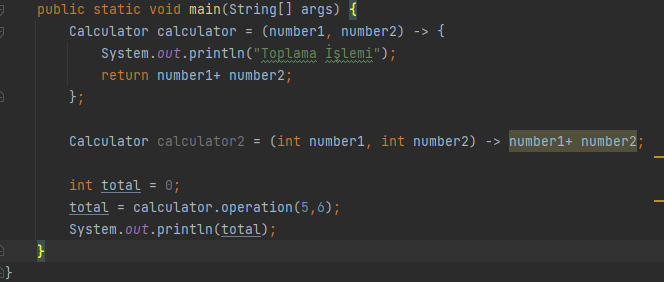 public static void main(String[] args) {
Calculator calculator = (number1, number2) -> {
System.out.println("Toplama İşlemi");
return number1+ number2;
};
Calculator calculator2 = (int number1, int number2) -> number1+ number2;
int total = 0;
total = calculator.operation(5,6);
System.out.println(total);
}
}